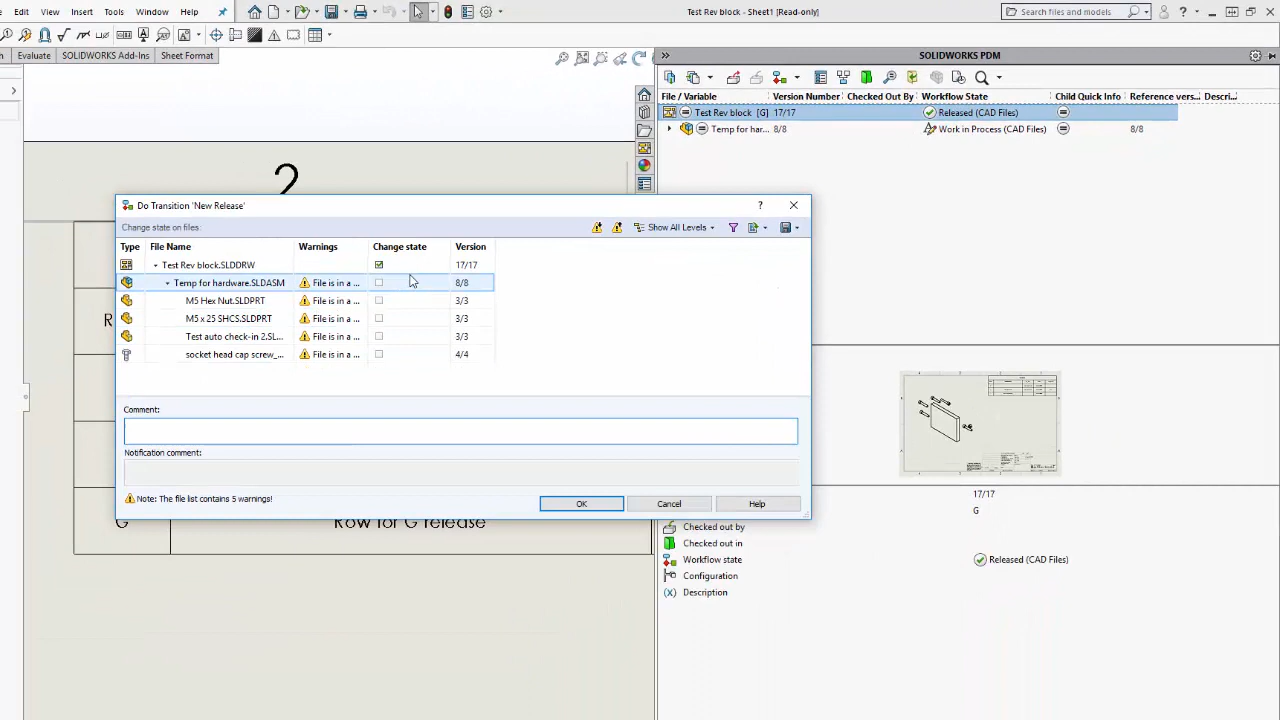 Edit View Insert Tools Window Help
Test Rev block - Sheet1 [Read-only]
Search files and models
Evaluate SOLIDWORKS Add-Ins Sheet Format
SOLIDWORKS PDM
File / Variable Version Number Checked Out By Workflow State Child Quick Info Reference vers... Descri...
Test Rev block [G] 17/17 Released (CAD Files)
Temp for har... 8/8 Work in Process (CAD Files) 8/8
2
Do Transition 'New Release'
Change state on files:
Show All Levels
Type File Name Warnings Change state Version
Test Rev block.SLDDRW 17/17
Temp for hardware.SLDASM File is in a ... 8/8
M5 Hex Nut.SLDPRT File is in a ... 3/3
M5 x 25 SHCS.SLDPRT File is in a ... 3/3
Test auto check-in 2.SL... File is in a ... 3/3
socket head cap screw_... File is in a ... 4/4
Comment:
Notification comment:
Note: The file list contains 5 warnings!
OK Cancel Help
G Row for G release
17/17
G
Checked out by
Checked out in
Workflow state Released (CAD Files)
Configuration
Description